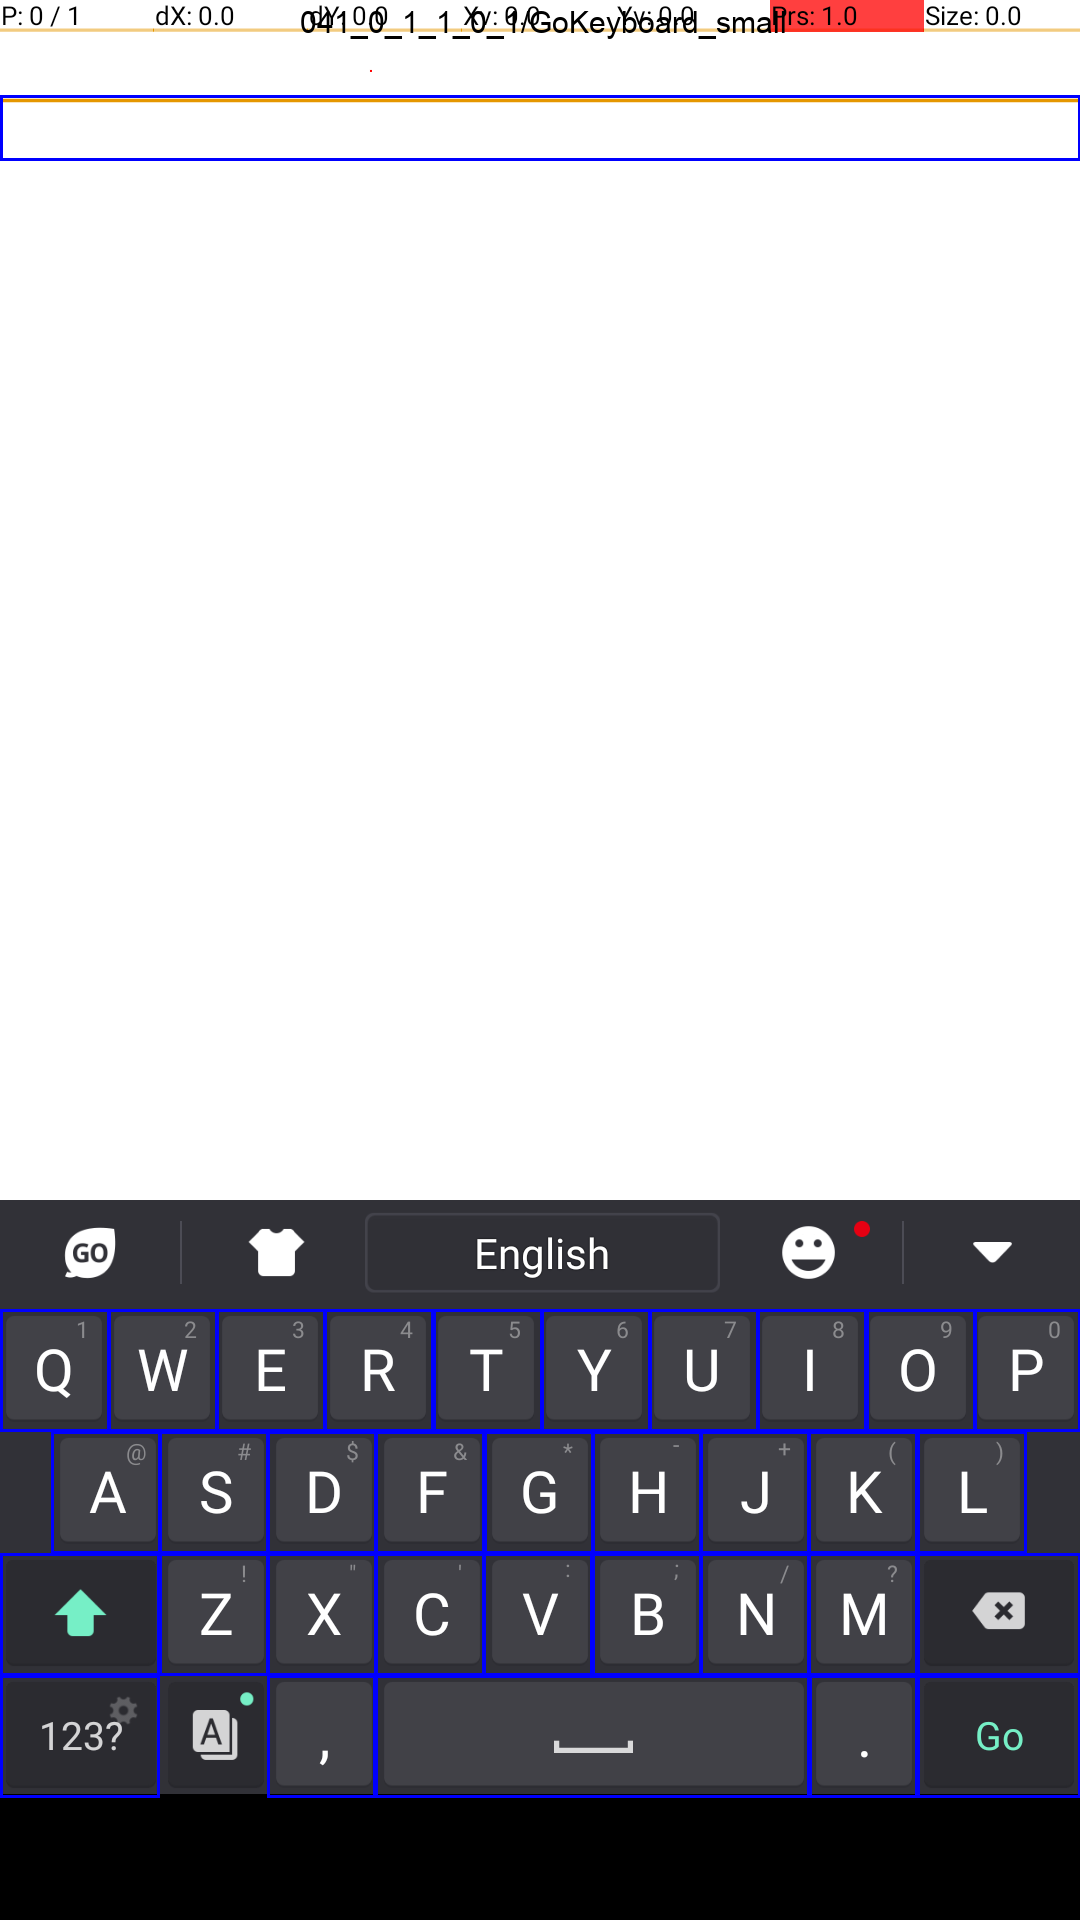 P: 0 / 1 dX: 0.0 dY: 0.0 Xv: 0.0 Yv: 0.0 Prs: 1.0 Size: 0.0
041_0_1_1_0_1/GoKeyboard_small
GO English
1 2 3 4 5 6 7 8 9 0
Q W E R T Y U I O P
@ # $ & * - + ( )
A S D F G H J K L
! " ' : ; / ?
Z X C V B N M
123? A , . Go